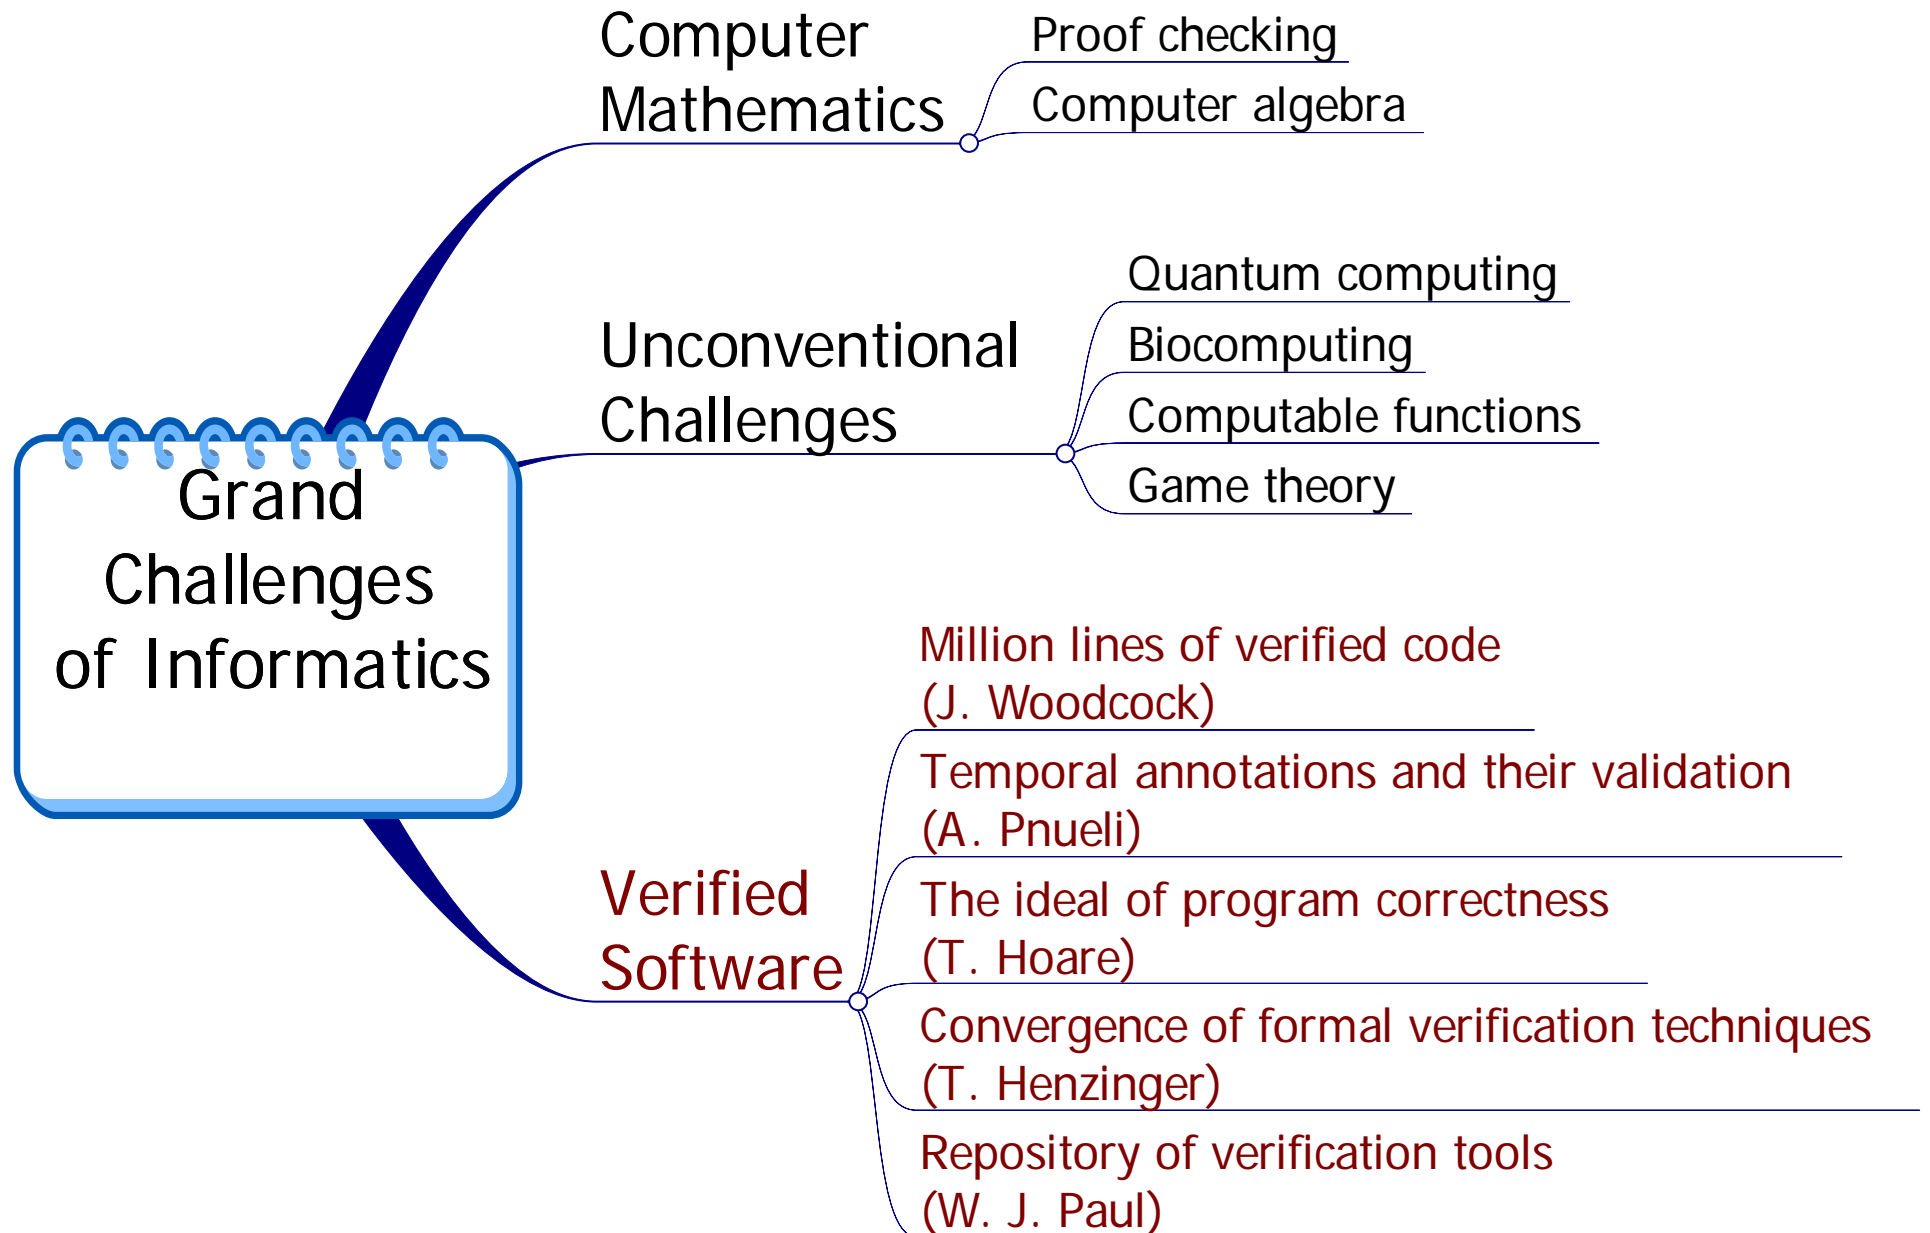 Grand
Challenges
of Informatics
Computer
Mathematics
Proof checking
Computer algebra
Unconventional
Challenges
Quantum computing
Biocomputing
Computable functions
Game theory
Verified
Software
Million lines of verified code
(J. Woodcock)
Temporal annotations and their validation
(A. Pnueli)
The ideal of program correctness
(T. Hoare)
Convergence of formal verification techniques
(T. Henzinger)
Repository of verification tools
(W. J. Paul)